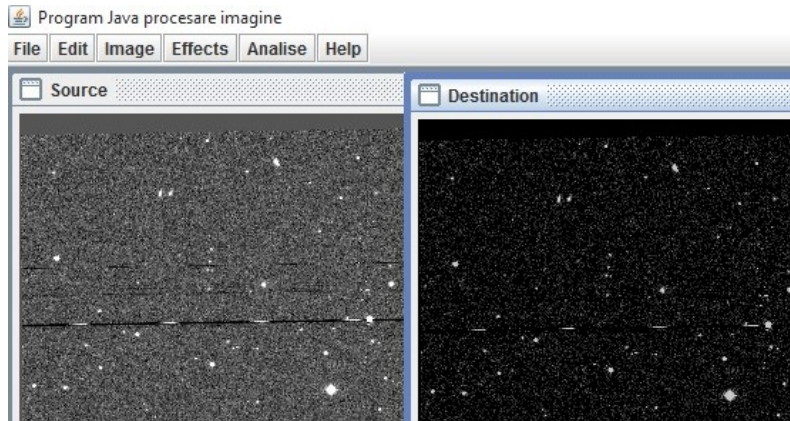 Program Java procesare imagine
File Edit Image Effects Analise Help
Source
Destination